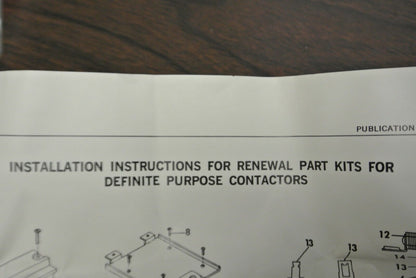 PUBLICATION
INSTALLATION INSTRUCTIONS FOR RENEWAL PART KITS FOR
DEFINITE PURPOSE CONTACTORS
8
13
13
12
14
13